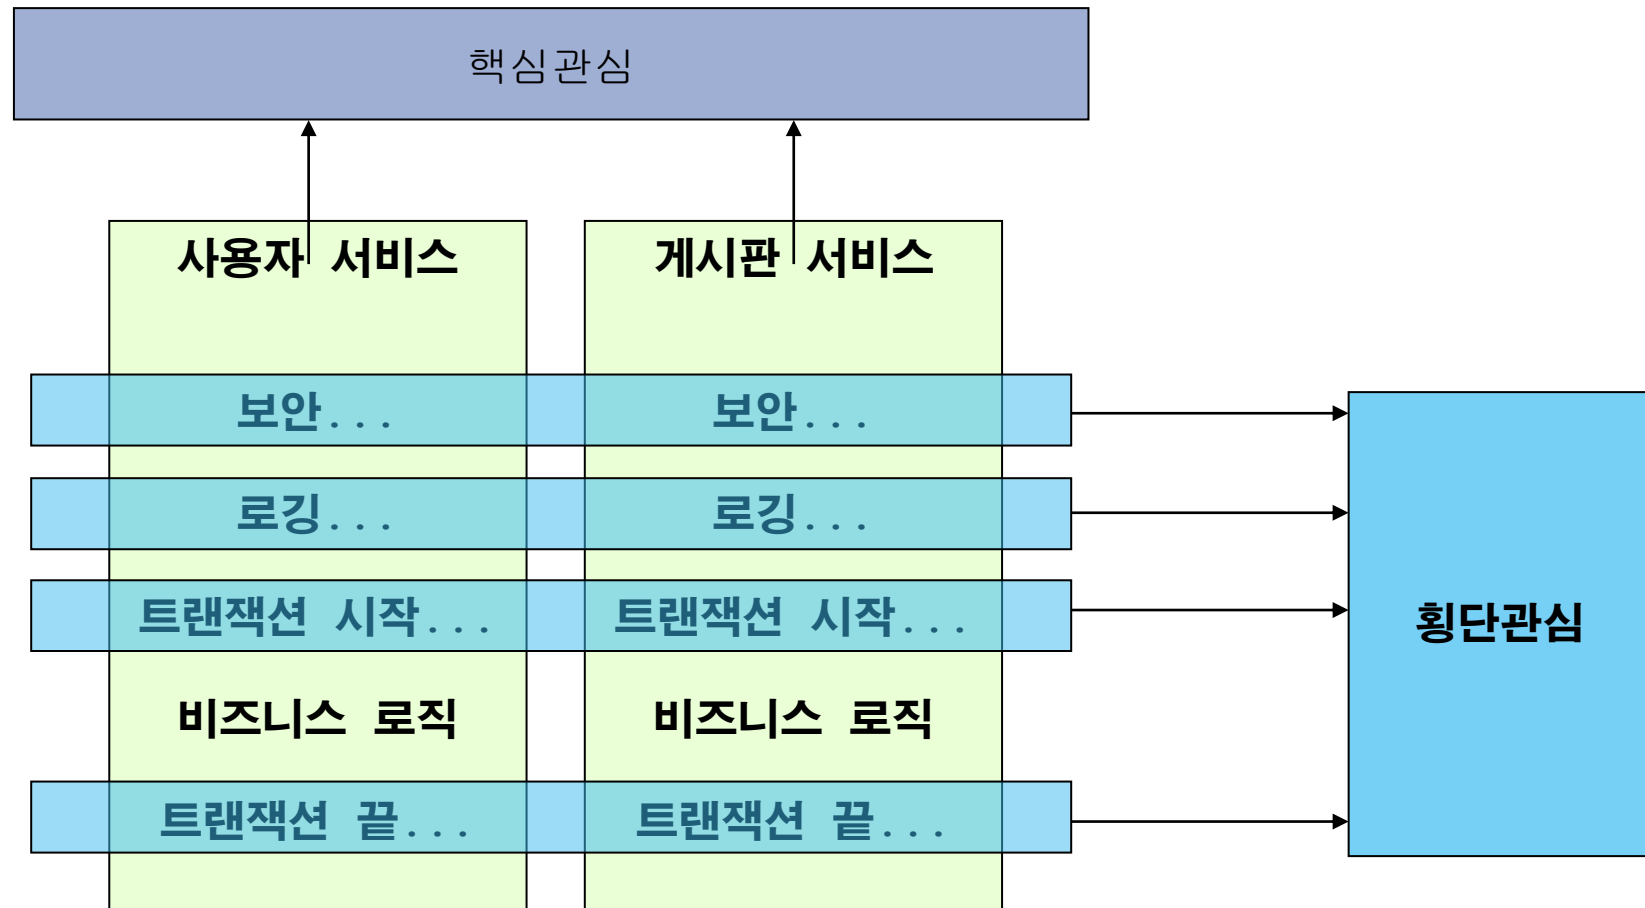 핵심관심
사용자 서비스
게시판 서비스
보안...
보안...
로깅...
로깅...
트랜잭션 시작...
트랜잭션 시작...
횡단관심
비즈니스 로직
비즈니스 로직
트랜잭션 끝...
트랜잭션 끝...